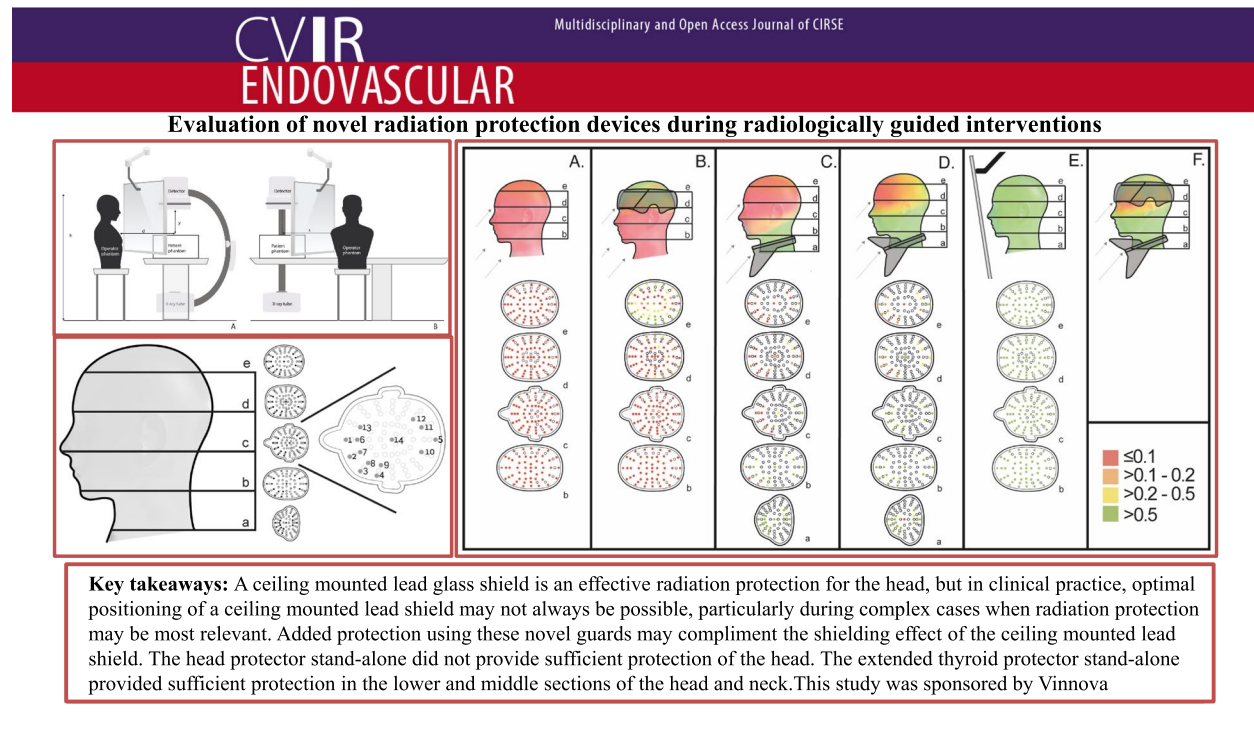 Multidisciplinary and Open Access Journal of CIRSE
CVIR
ENDOVASCULAR
Evaluation of novel radiation protection devices during radiologically guided interventions
Detector
Operator
phantom
Patient
phantom
X-ray tube
A
Detector
Patient
phantom
Operator
phantom
X-ray tube
B
e
d
c
b
a
12
11
13
1
6
14
5
2
7
10
8
9
3
4
A.
e
d
c
b
e
d
c
b
B.
e
d
c
b
e
d
c
b
C.
e
d
c
b
a
e
d
c
b
a
D.
e
d
c
b
a
e
d
c
b
a
E.
e
d
c
b
a
e
d
c
b
F.
e
d
c
b
a
≤0.1
>0.1 - 0.2
>0.2 - 0.5
>0.5
Key takeaways: A ceiling mounted lead glass shield is an effective radiation protection for the head, but in clinical practice, optimal
positioning of a ceiling mounted lead shield may not always be possible, particularly during complex cases when radiation protection
may be most relevant. Added protection using these novel guards may compliment the shielding effect of the ceiling mounted lead
shield. The head protector stand-alone did not provide sufficient protection of the head. The extended thyroid protector stand-alone
provided sufficient protection in the lower and middle sections of the head and neck.This study was sponsored by Vinnova